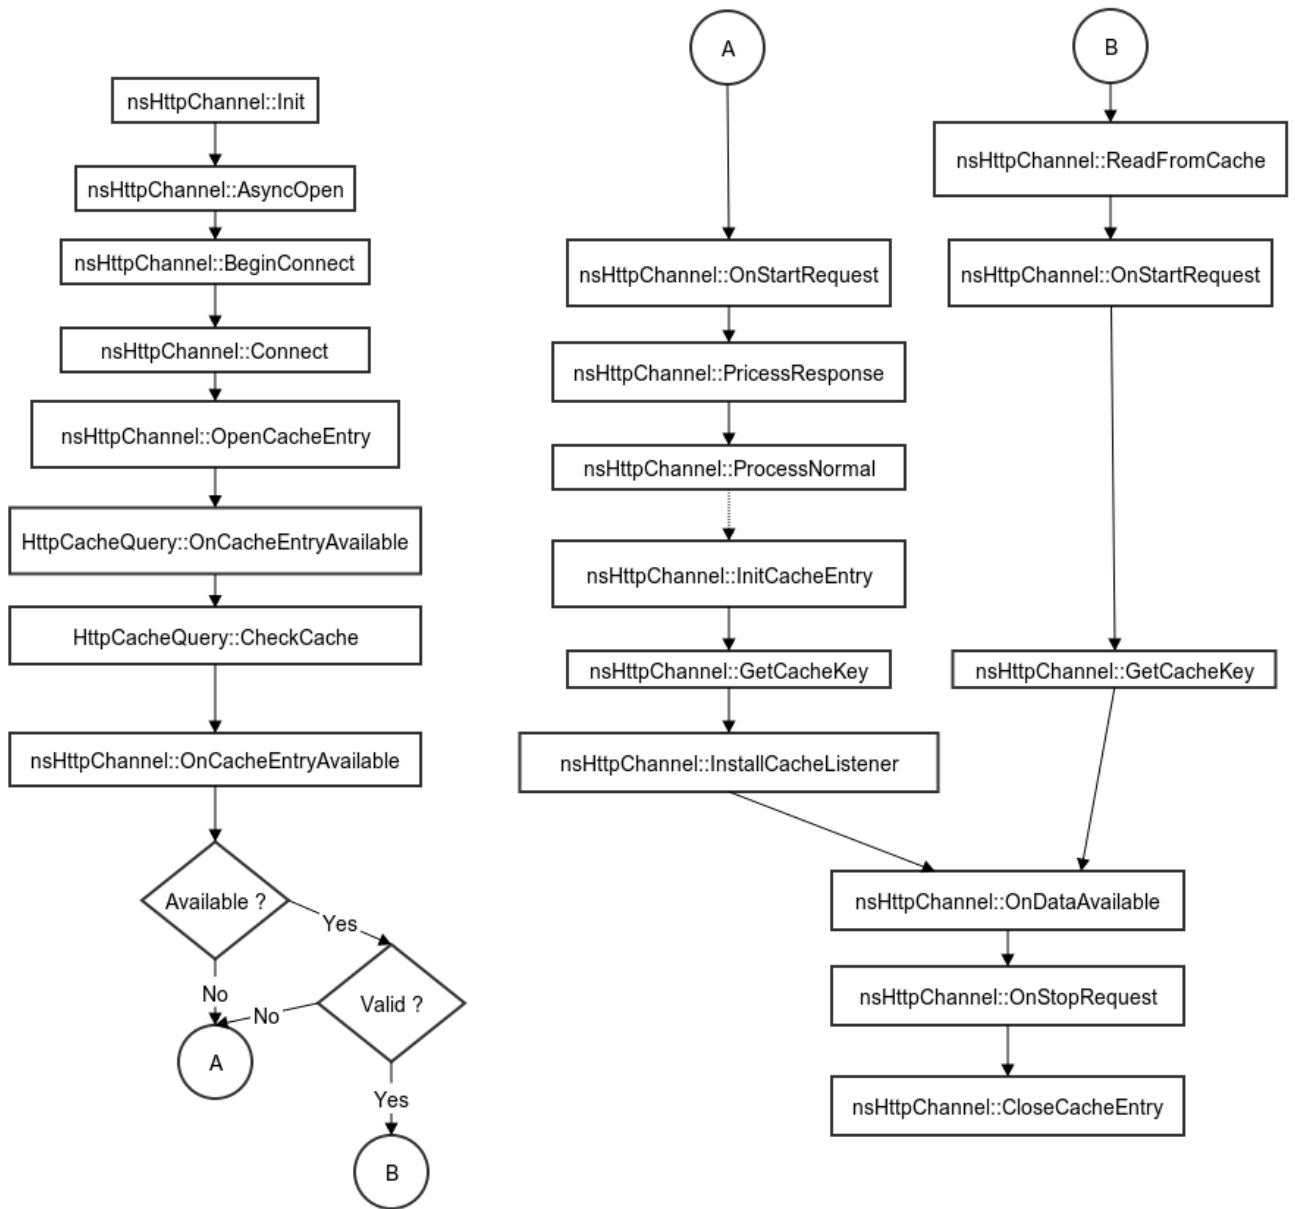 nsHttpChannel::Init
nsHttpChannel::AsyncOpen
nsHttpChannel::BeginConnect
nsHttpChannel::Connect
nsHttpChannel::OpenCacheEntry
HttpCacheQuery::OnCacheEntryAvailable
HttpCacheQuery::CheckCache
nsHttpChannel::OnCacheEntryAvailable
Available ?
Yes
No
Valid ?
No
A
Yes
B
A
nsHttpChannel::OnStartRequest
nsHttpChannel::PricessResponse
nsHttpChannel::ProcessNormal
nsHttpChannel::InitCacheEntry
nsHttpChannel::GetCacheKey
nsHttpChannel::InstallCacheListener
B
nsHttpChannel::ReadFromCache
nsHttpChannel::OnStartRequest
nsHttpChannel::GetCacheKey
nsHttpChannel::OnDataAvailable
nsHttpChannel::OnStopRequest
nsHttpChannel::CloseCacheEntry